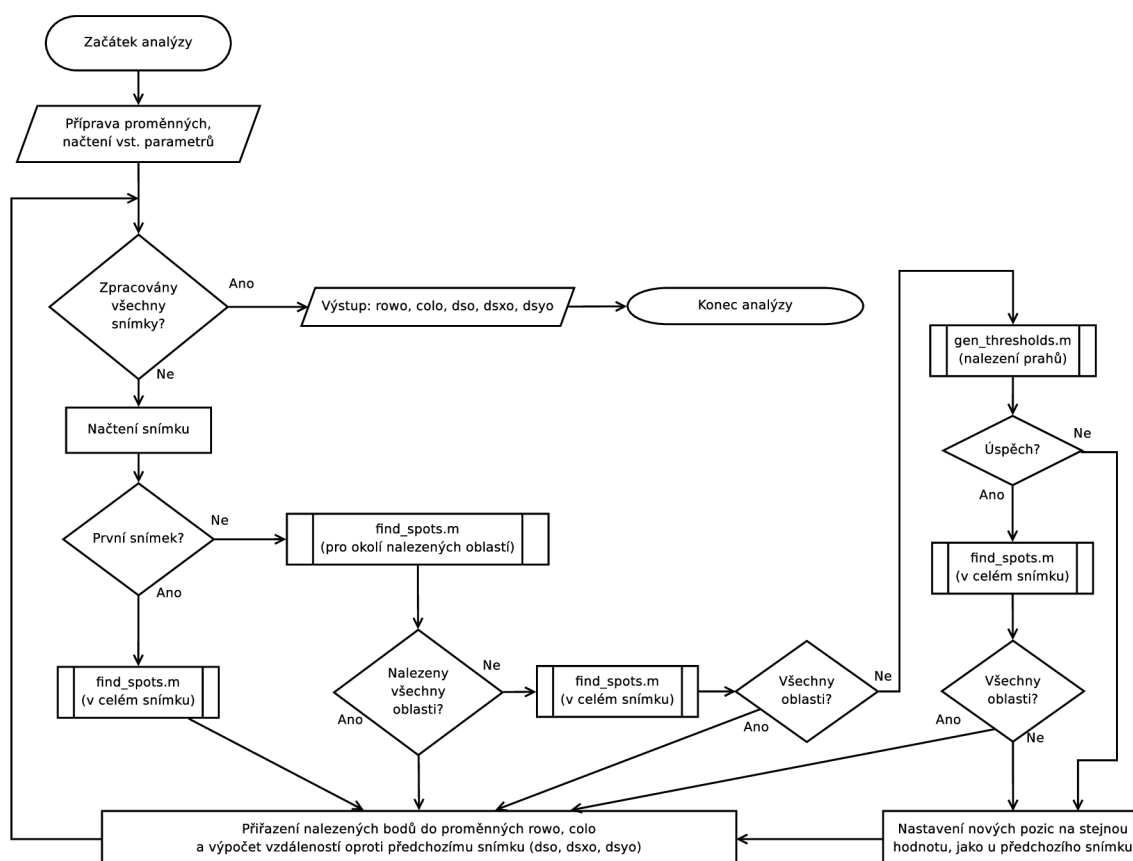 Začátek analýzy
Příprava proměnných,
načtení vst. parametrů
Zpracovány
všechny
snímky?
Ano
Výstup: rowo, colo, dso, dsxo, dsyo
Konec analýzy
Ne
Načtení snímku
První snímek?
Ne
find_spots.m
(pro okolí nalezených oblastí)
Ano
find_spots.m
(v celém snímku)
Nalezeny
všechny
oblasti?
Ne
Ano
find_spots.m
(v celém snímku)
Všechny
oblasti?
Ne
Ano
gen_thresholds.m
(nalezení prahů)
Úspěch?
Ne
Ano
find_spots.m
(v celém snímku)
Všechny
oblasti?
Ano
Ne
Přiřazení nalezených bodů do proměnných rowo, colo
a výpočet vzdáleností oproti předchozímu snímku (dso, dsxo, dsyo)
Nastavení nových pozic na stejnou
hodnotu, jako u předchozího snímku